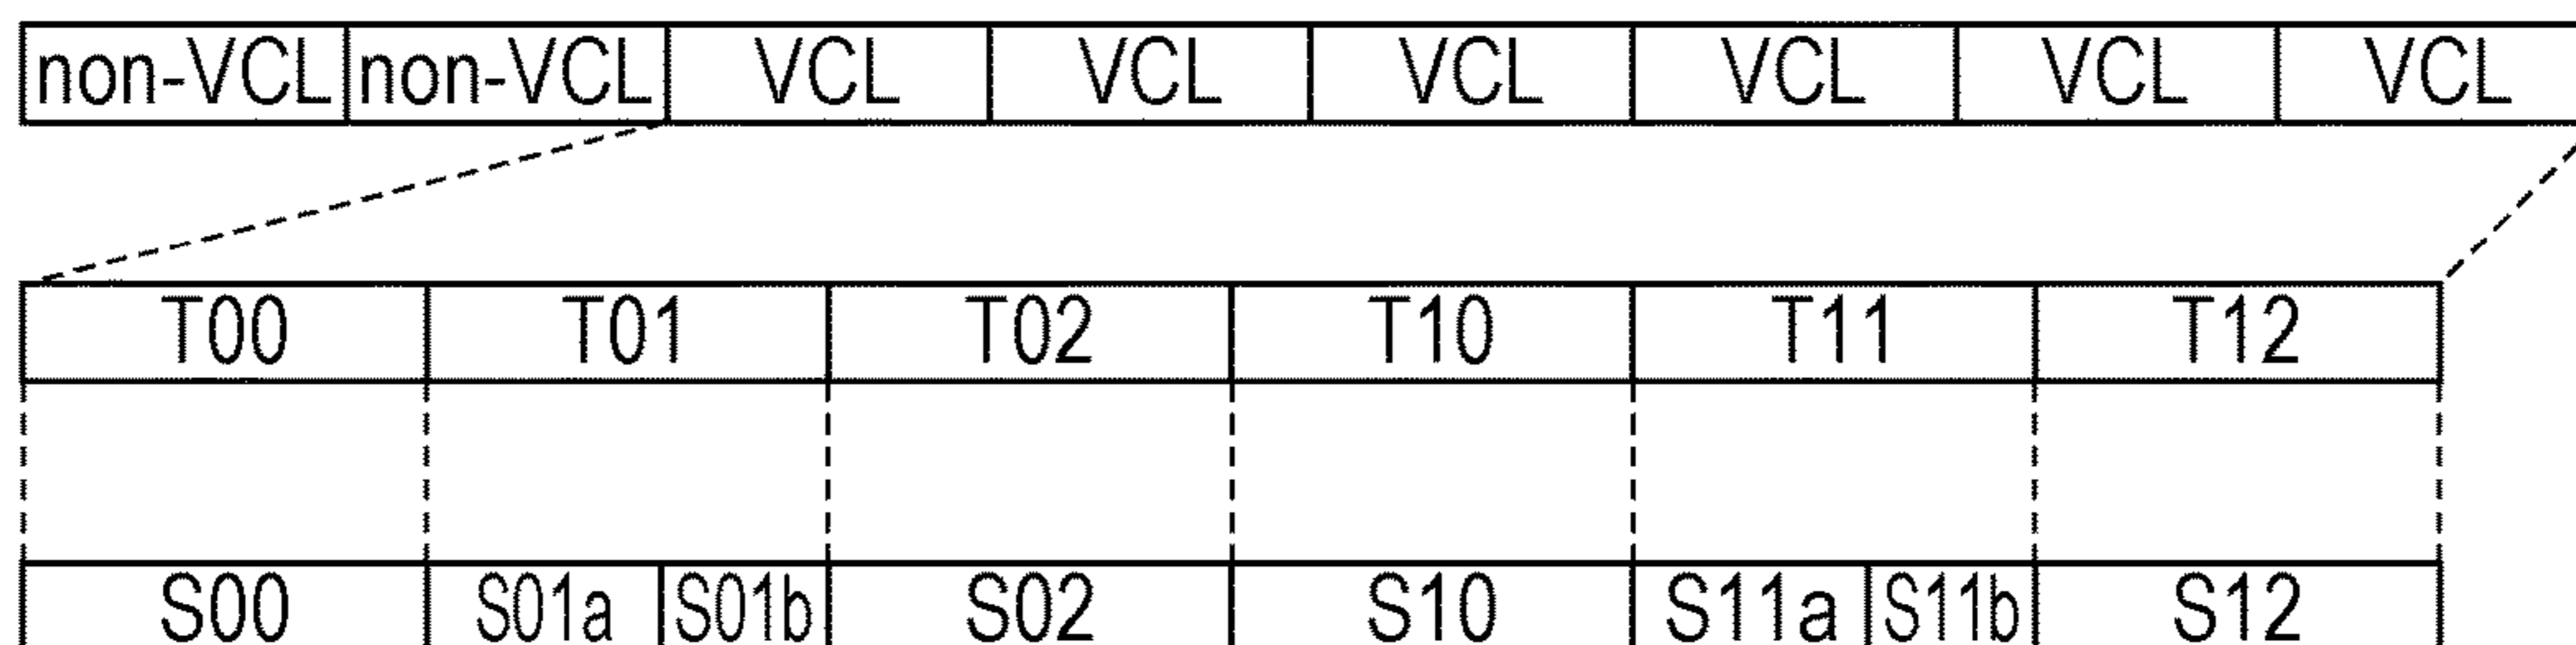 non-VCL non-VCL VCL VCL VCL VCL VCL VCL
T00 T01 T02 T10 T11 T12
S00 S01a S01b S02 S10 S11a S11b S12